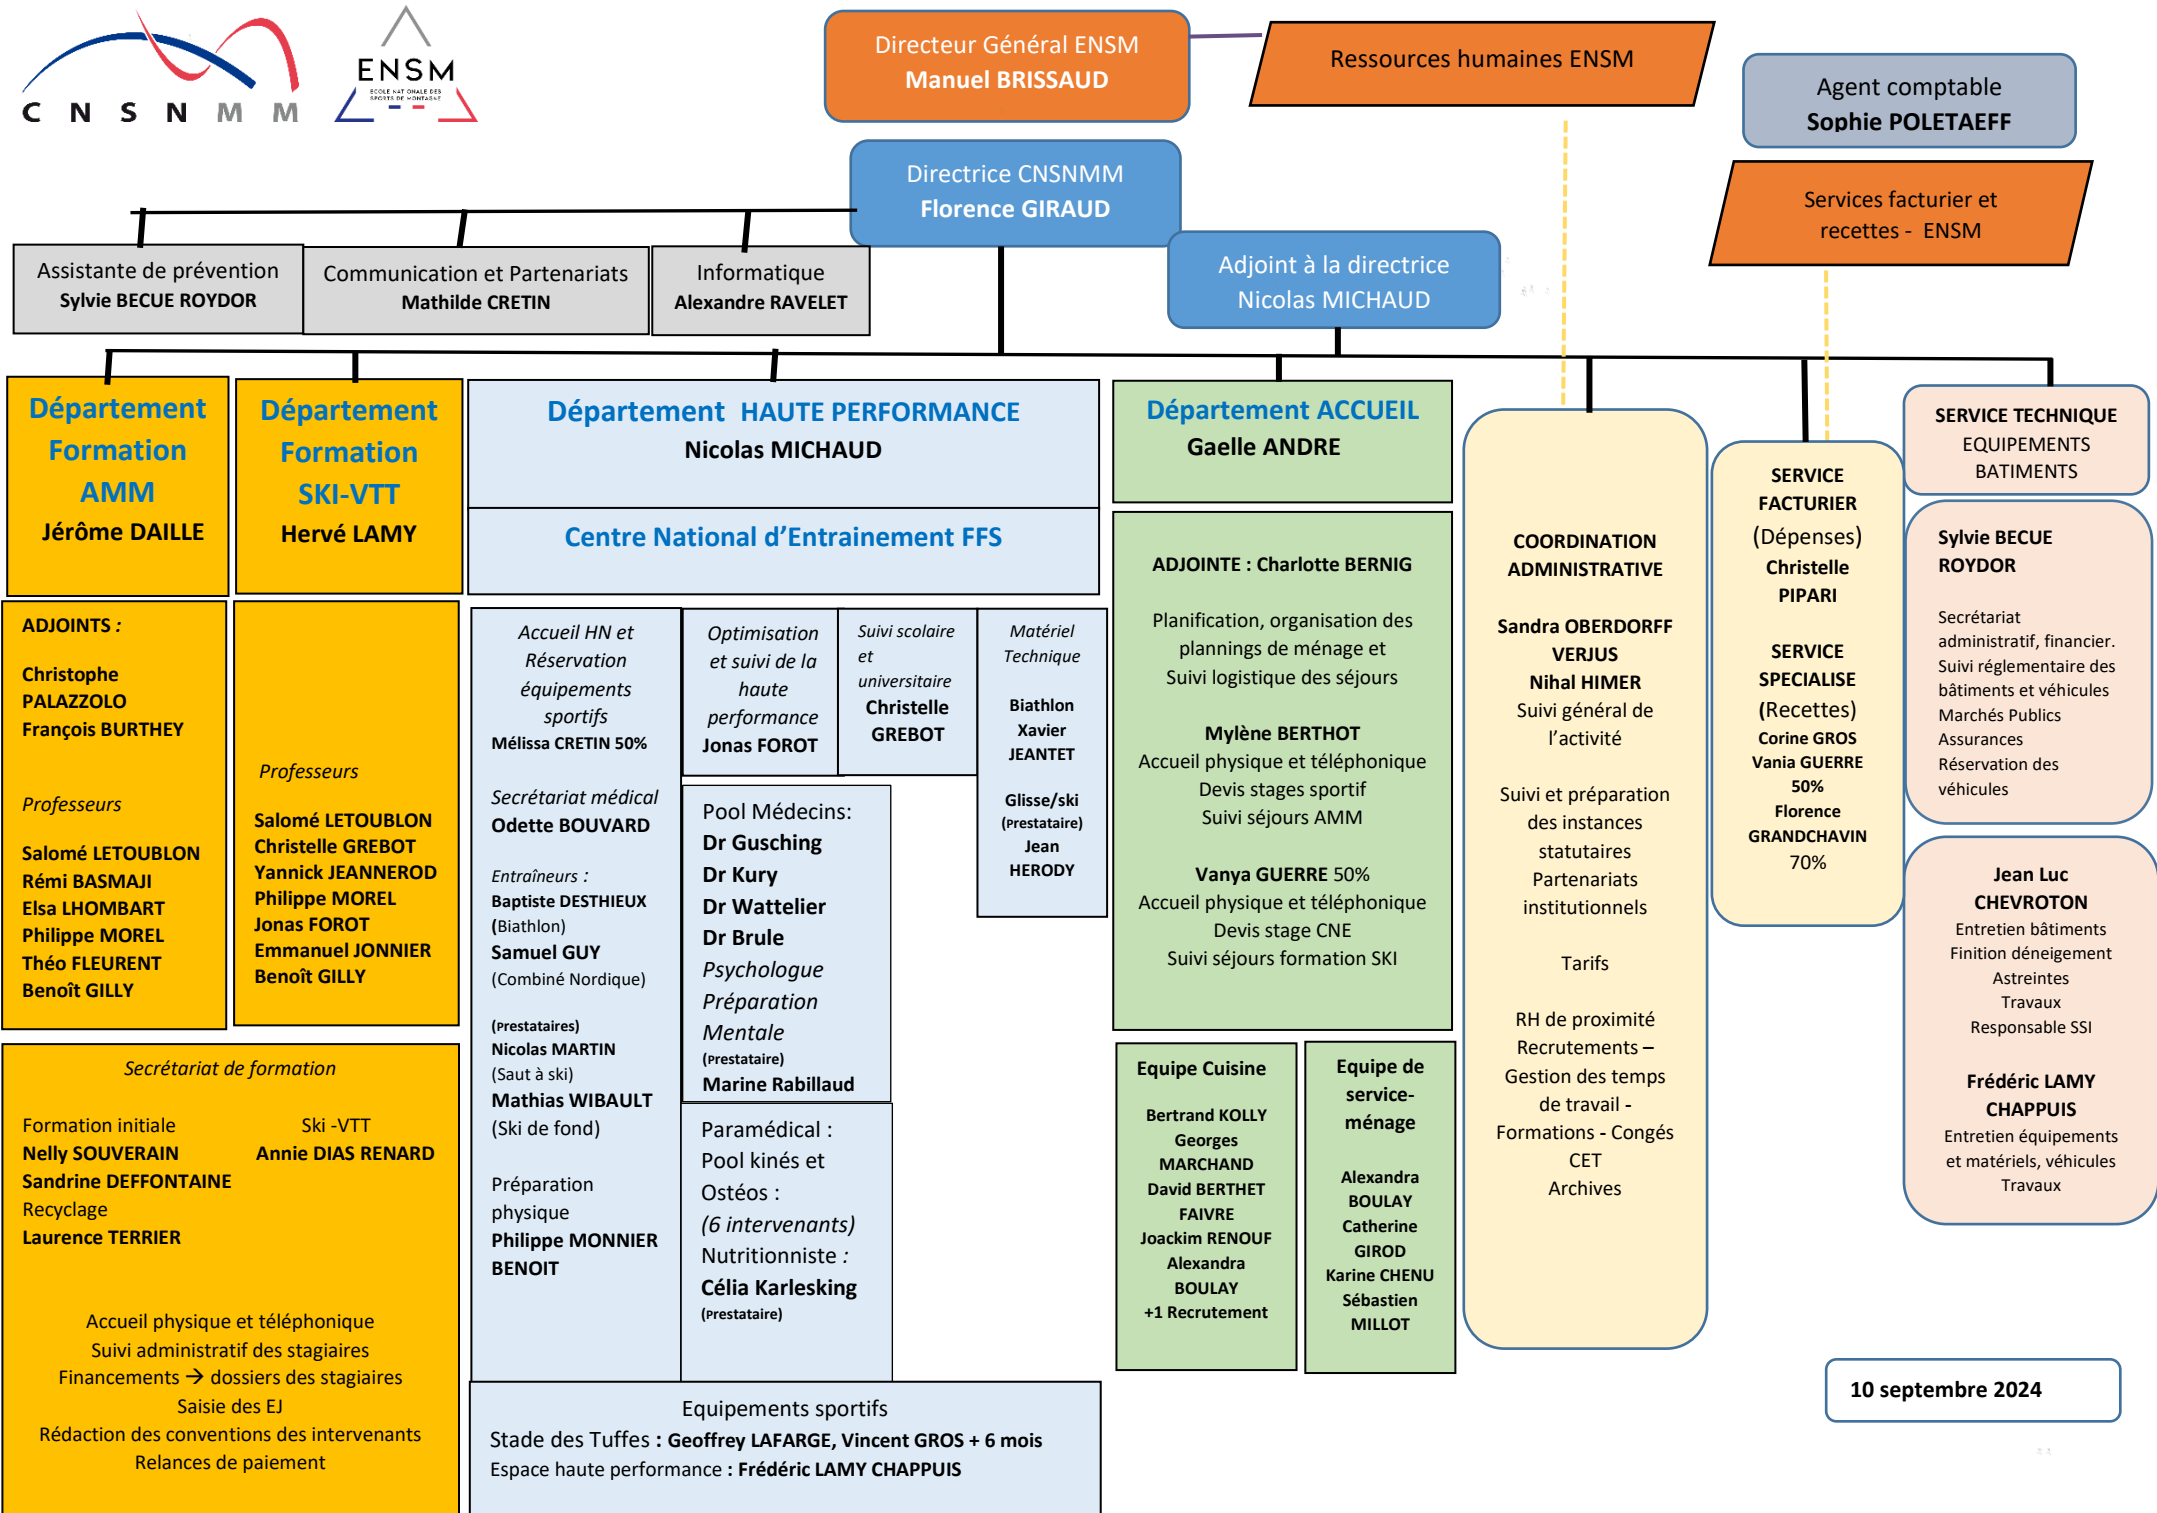 C N S N M M
ENSM
ECOLE NATIONALE DES
SPORTS DE MONTAGNE
Directeur Général ENSM
Manuel BRISSAUD
Ressources humaines ENSM
Agent comptable
Sophie POLETAEFF
Directrice CNSNMM
Florence GIRAUD
Services facturier et
recettes - ENSM
Adjoint à la directrice
Nicolas MICHAUD
Assistante de prévention
Sylvie BECUE ROYDOR
Communication et Partenariats
Mathilde CRETIN
Informatique
Alexandre RAVELET
Département
Formation
AMM
Jérôme DAILLE
Département
Formation
SKI-VTT
Hervé LAMY
Département HAUTE PERFORMANCE
Nicolas MICHAUD
Centre National d’Entrainement FFS
Département ACCUEIL
Gaelle ANDRE
ADJOINTS :
Christophe
PALAZZOLO
François BURTHEY
Professeurs
Salomé LETOUBLON
Rémi BASMAJI
Elsa LHOMBART
Philippe MOREL
Théo FLEURENT
Benoît GILLY
Professeurs
Salomé LETOUBLON
Christelle GREBOT
Yannick JEANNEROD
Philippe MOREL
Jonas FOROT
Emmanuel JONNIER
Benoît GILLY
Secrétariat de formation
Formation initiale
Nelly SOUVERAIN
Sandrine DEFFONTAINE
Recyclage
Laurence TERRIER
Ski -VTT
Annie DIAS RENARD
Accueil physique et téléphonique
Suivi administratif des stagiaires
Financements → dossiers des stagiaires
Saisie des EJ
Rédaction des conventions des intervenants
Relances de paiement
Accueil HN et
Réservation
équipements
sportifs
Mélissa CRETIN 50%
Secrétariat médical
Odette BOUVARD
Entraîneurs :
Baptiste DESTHIEUX
(Biathlon)
Samuel GUY
(Combiné Nordique)
(Prestataires)
Nicolas MARTIN
(Saut à ski)
Mathias WIBAULT
(Ski de fond)
Préparation
physique
Philippe MONNIER
BENOIT
Optimisation
et suivi de la
haute
performance
Jonas FOROT
Suivi scolaire
et
universitaire
Christelle
GREBOT
Matériel
Technique
Biathlon
Xavier
JEANTET
Glisse/ski
(Prestataire)
Jean
HERODY
Pool Médecins:
Dr Gusching
Dr Kury
Dr Wattelier
Dr Brule
Psychologue
Préparation
Mentale
(Prestataire)
Marine Rabillaud
Paramédical :
Pool kinés et
Ostéos :
(6 intervenants)
Nutritionniste :
Célia Karlesking
(Prestataire)
Equipements sportifs
Stade des Tuffes : Geoffrey LAFARGE, Vincent GROS + 6 mois
Espace haute performance : Frédéric LAMY CHAPPUIS
ADJOINTE : Charlotte BERNIG
Planification, organisation des
plannings de ménage et
Suivi logistique des séjours
Mylène BERTHOT
Accueil physique et téléphonique
Devis stages sportif
Suivi séjours AMM
Vanya GUERRE 50%
Accueil physique et téléphonique
Devis stage CNE
Suivi séjours formation SKI
Equipe Cuisine
Bertrand KOLLY
Georges
MARCHAND
David BERTHET
FAIVRE
Joackim RENOUF
Alexandra
BOULAY
+1 Recrutement
Equipe de
service-
ménage
Alexandra
BOULAY
Catherine
GIROD
Karine CHENU
Sébastien
MILLOT
COORDINATION
ADMINISTRATIVE
Sandra OBERDORFF
VERJUS
Nihal HIMER
Suivi général de
l’activité
Suivi et préparation
des instances
statutaires
Partenariats
institutionnels
Tarifs
RH de proximité
Recrutements –
Gestion des temps
de travail -
Formations - Congés
CET
Archives
SERVICE
FACTURIER
(Dépenses)
Christelle
PIPARI
SERVICE
SPECIALISE
(Recettes)
Corine GROS
Vania GUERRE
50%
Florence
GRANDCHAVIN
70%
SERVICE TECHNIQUE
EQUIPEMENTS
BATIMENTS
Sylvie BECUE
ROYDOR
Secrétariat
administratif, financier.
Suivi réglementaire des
bâtiments et véhicules
Marchés Publics
Assurances
Réservation des
véhicules
Jean Luc
CHEVROTON
Entretien bâtiments
Finition déneigement
Astreintes
Travaux
Responsable SSI
Frédéric LAMY
CHAPPUIS
Entretien équipements
et matériels, véhicules
Travaux
10 septembre 2024